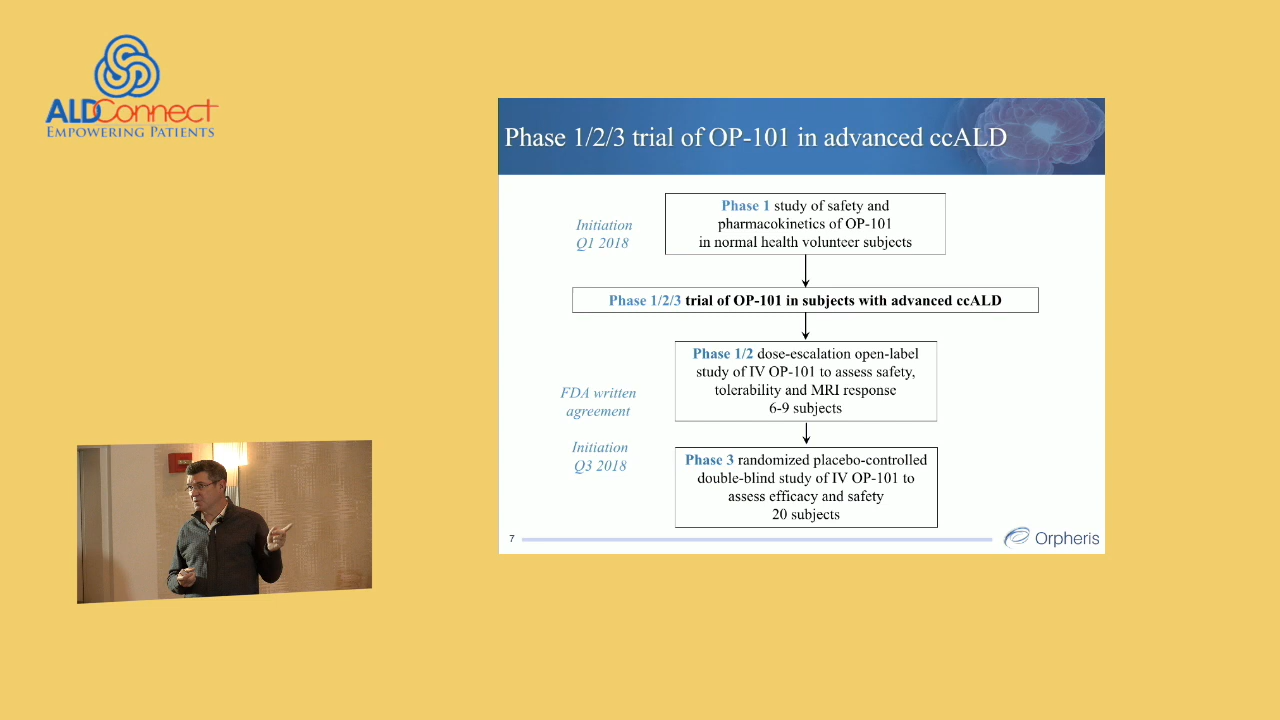 ALDConnect
EMPOWERING PATIENTS
Phase 1/2/3 trial of OP-101 in advanced ccALD
Initiation
Q1 2018
Phase 1 study of safety and
pharmacokinetics of OP-101
in normal health volunteer subjects
Phase 1/2/3 trial of OP-101 in subjects with advanced ccALD
Phase 1/2 dose-escalation open-label
study of IV OP-101 to assess safety,
tolerability and MRI response
6-9 subjects
FDA written
agreement
Initiation
Q3 2018
Phase 3 randomized placebo-controlled
double-blind study of IV OP-101 to
assess efficacy and safety
20 subjects
7
Orpheris